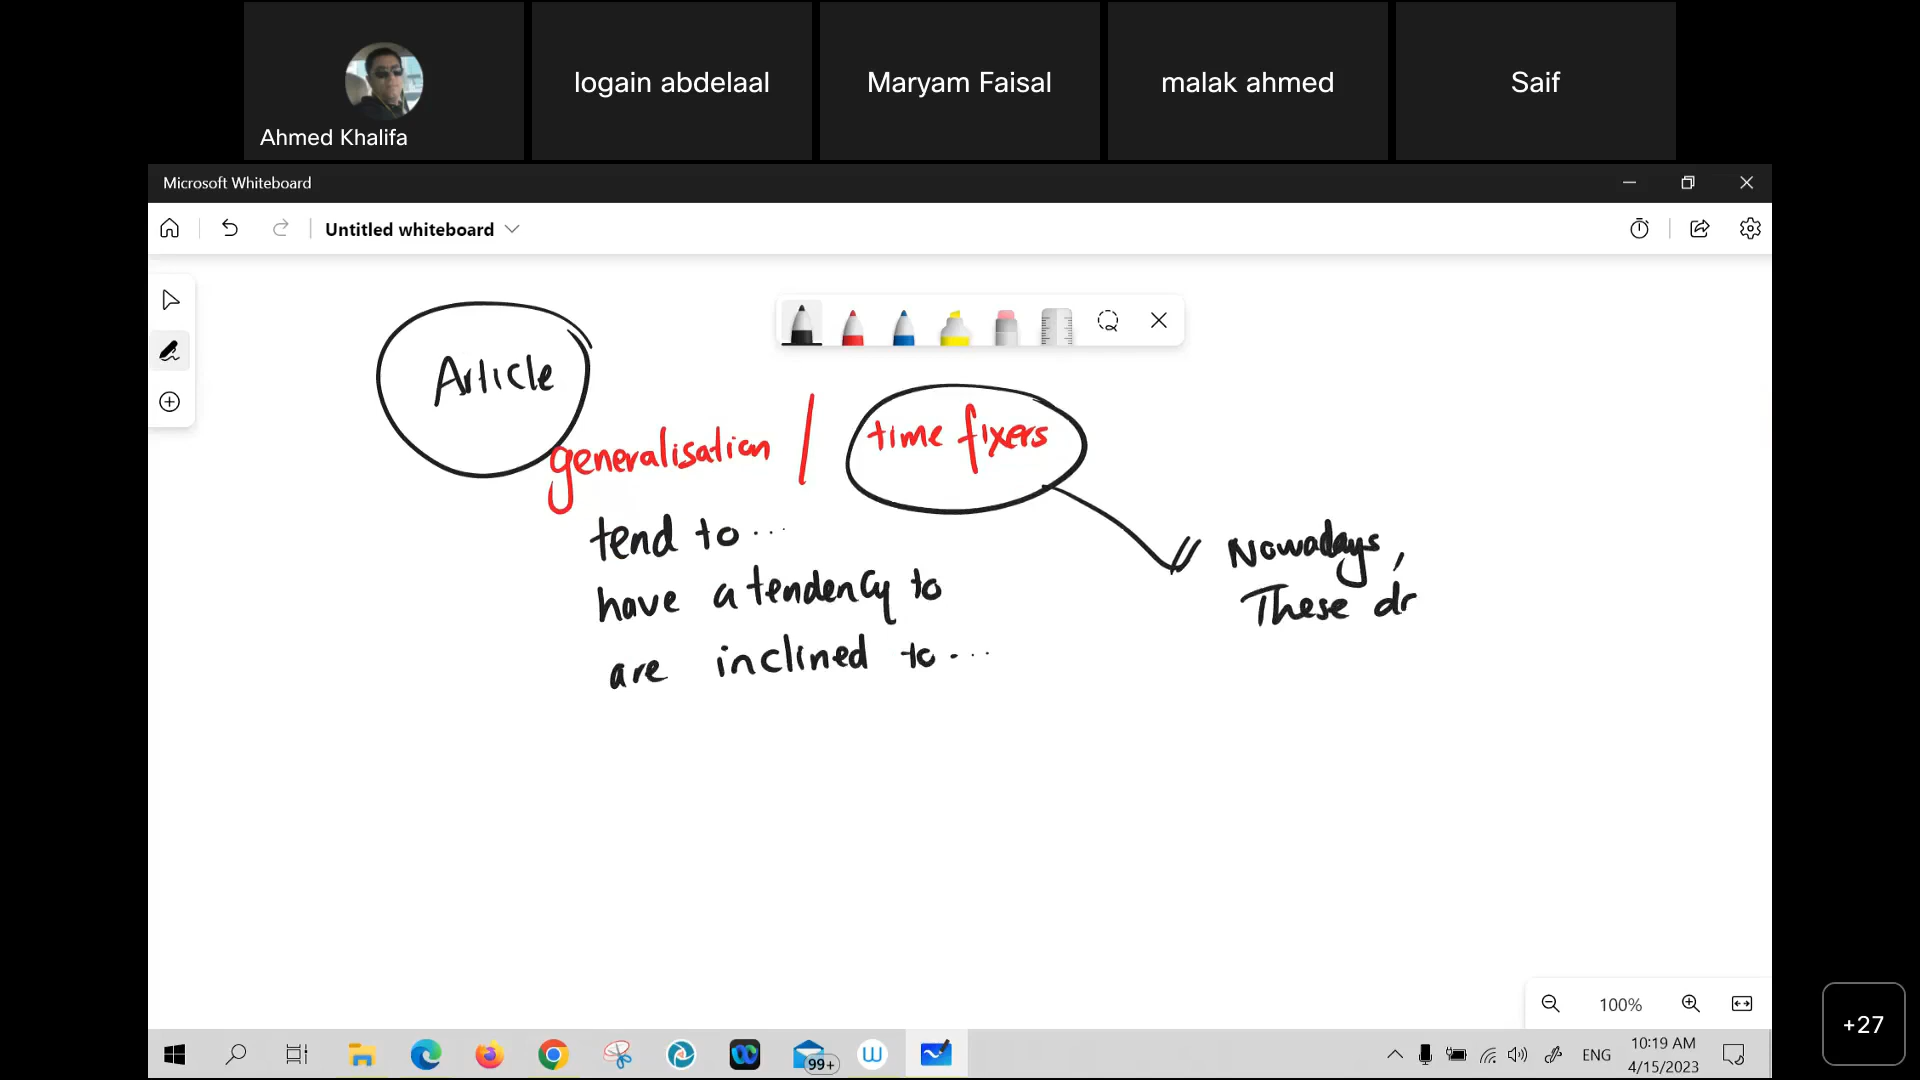 logain abdelaal
Maryam Faisal
malak ahmed
Saif
Ahmed Khalifa
Microsoft Whiteboard
Untitled whiteboard
Article
generalisation / time fixers
tend to ...
have a tendency to
are inclined to ...
Nowadays,
These dr
100%
+27
99+
ENG
10:19 AM
4/15/2023